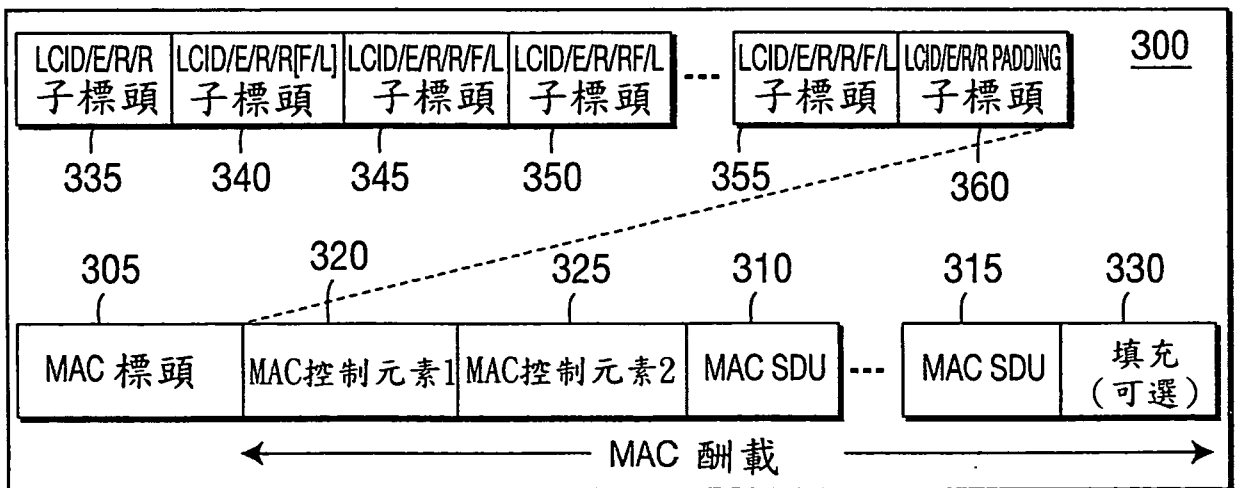 LCID/E/R/R LCID/E/R/R[F/L] LCID/E/R/R/F/L LCID/E/R/RF/L LCID/E/R/R/F/L LCID/E/R/R PADDING 300
子標頭 子標頭 子標頭 子標頭 --- 子標頭 子標頭
335 340 345 350 355 360
305 320 325 310 315 330
MAC 標頭 MAC控制元素1 MAC控制元素2 MAC SDU --- MAC SDU 填充
(可選)
MAC 酬載